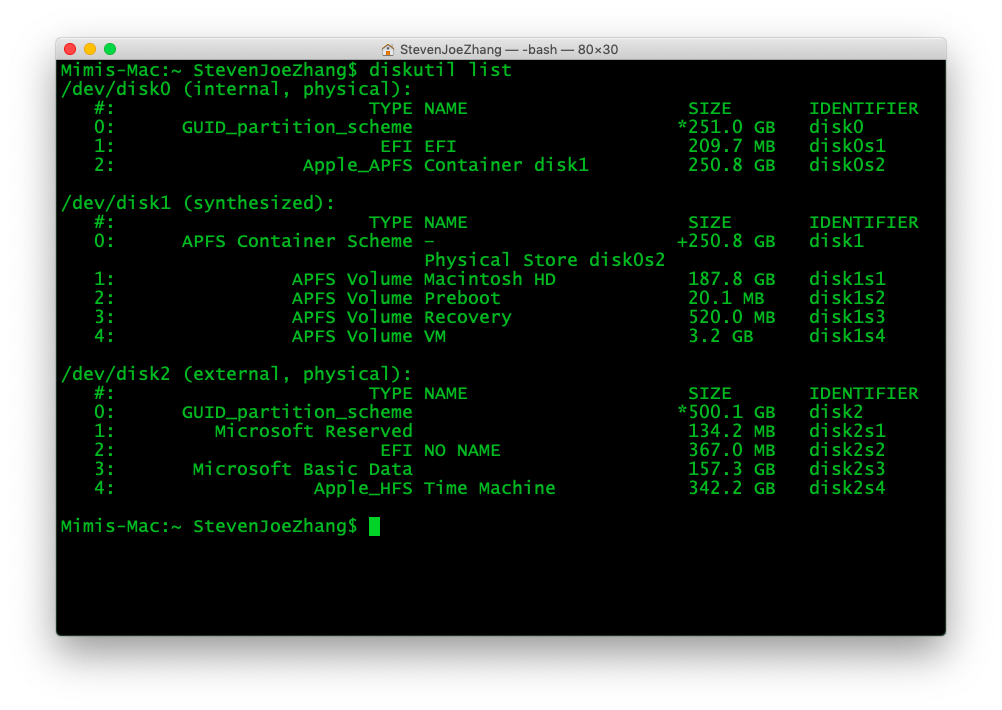 StevenJoeZhang — -bash — 80×30
Mimis-Mac:~ StevenJoeZhang$ diskutil list
/dev/disk0 (internal, physical):
   #:                       TYPE NAME                    SIZE       IDENTIFIER
   0:      GUID_partition_scheme                        *251.0 GB   disk0
   1:                        EFI EFI                     209.7 MB   disk0s1
   2:                 Apple_APFS Container disk1         250.8 GB   disk0s2

/dev/disk1 (synthesized):
   #:                       TYPE NAME                    SIZE       IDENTIFIER
   0:      APFS Container Scheme -                      +250.8 GB   disk1
                                 Physical Store disk0s2
   1:                APFS Volume Macintosh HD            187.8 GB   disk1s1
   2:                APFS Volume Preboot                 20.1 MB    disk1s2
   3:                APFS Volume Recovery                520.0 MB   disk1s3
   4:                APFS Volume VM                      3.2 GB     disk1s4

/dev/disk2 (external, physical):
   #:                       TYPE NAME                    SIZE       IDENTIFIER
   0:      GUID_partition_scheme                        *500.1 GB   disk2
   1:         Microsoft Reserved                         134.2 MB   disk2s1
   2:                        EFI NO NAME                 367.0 MB   disk2s2
   3:       Microsoft Basic Data                         157.3 GB   disk2s3
   4:                  Apple_HFS Time Machine            342.2 GB   disk2s4

Mimis-Mac:~ StevenJoeZhang$